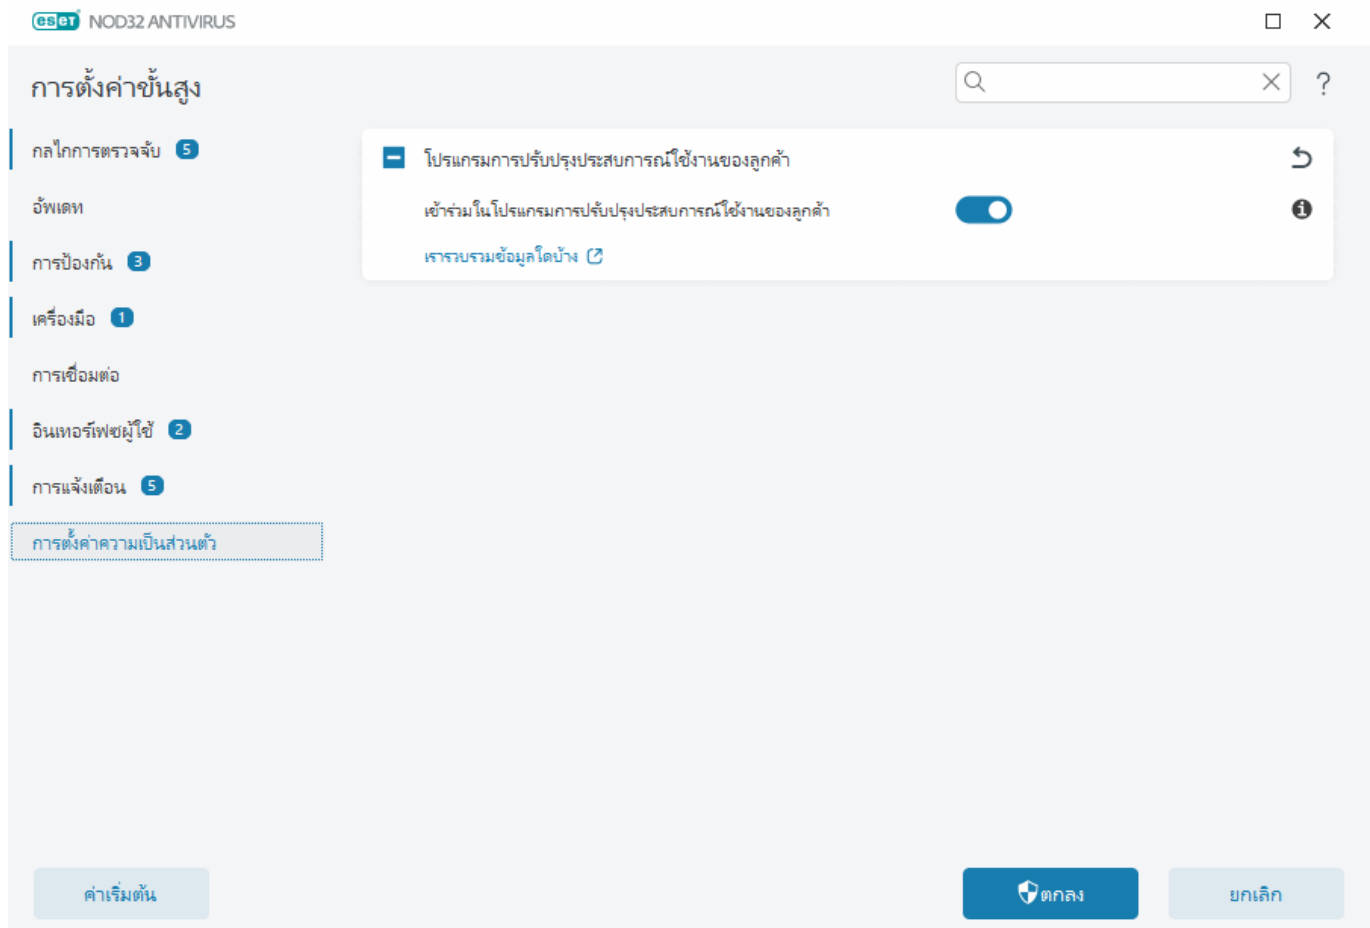 eset NOD32 ANTIVIRUS
การตั้งค่าขั้นสูง
?
กลไกการตรวจจับ 5
อัพเดท
การป้องกัน 3
เครื่องมือ 1
การเชื่อมต่อ
อินเทอร์เฟซผู้ใช้ 2
การแจ้งเตือน 5
การตั้งค่าความเป็นส่วนตัว
โปรแกรมการปรับปรุงประสบการณ์ใช้งานของลูกค้า
เข้าร่วมในโปรแกรมการปรับปรุงประสบการณ์ใช้งานของลูกค้า
เรารวบรวมข้อมูลใดบ้าง
ค่าเริ่มต้น
ตกลง
ยกเลิก